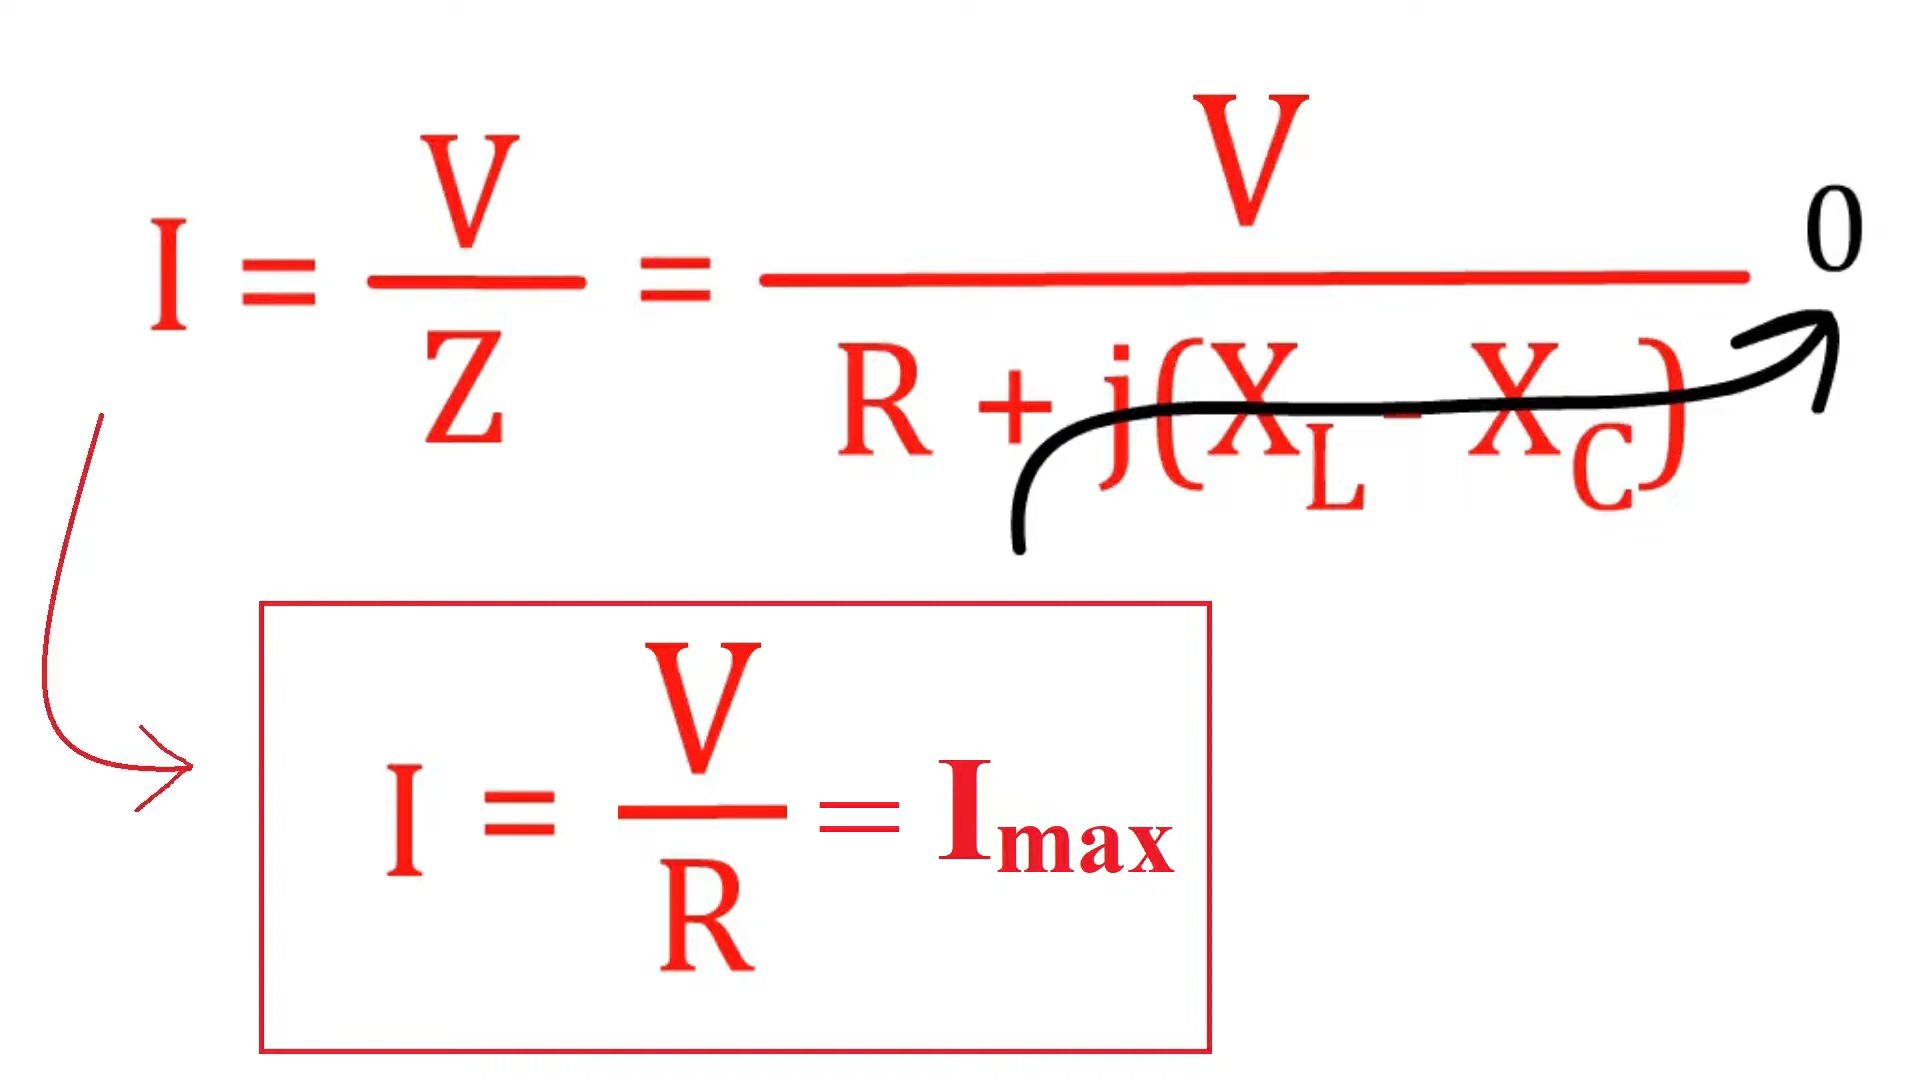 I = V/Z = V/(R + j(X_L - X_C)) 0
I = V/R = I_max